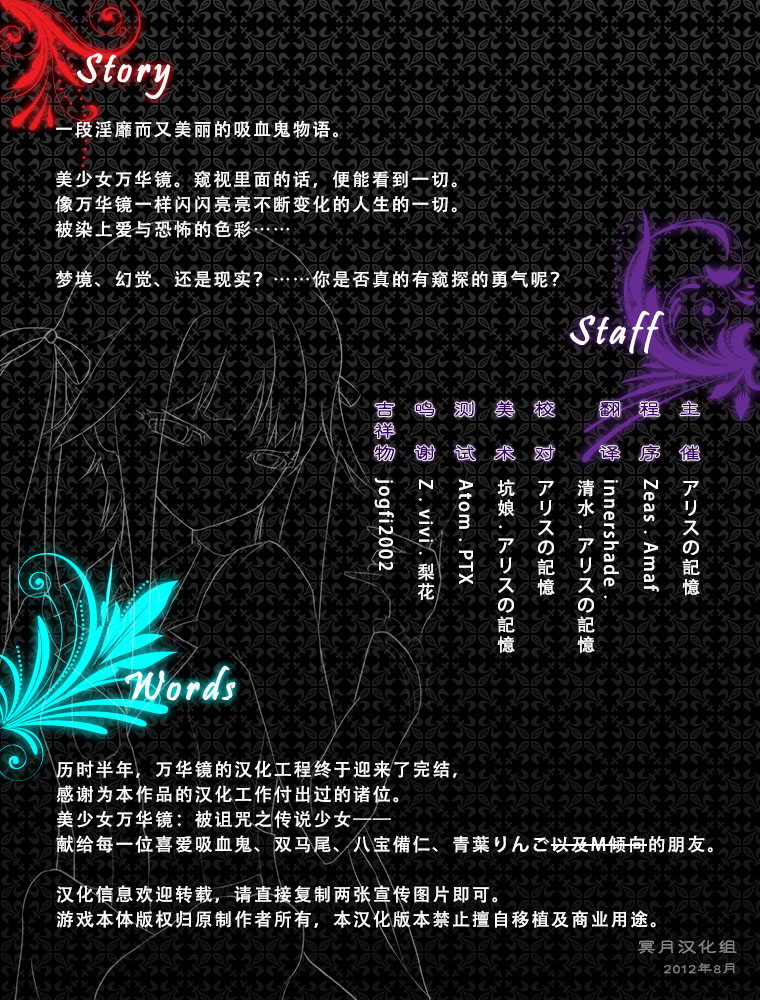 Story
一段淫靡而又美丽的吸血鬼物语。
美少女万华镜。窥视里面的话，便能看到一切。
像万华镜一样闪闪亮亮不断变化的人生的一切。
被染上爱与恐怖的色彩……
梦境、幻觉、还是现实？……你是否真的有窥探的勇气呢？
Staff
主催 アリスの記憶
程序 Zeas . Amaf
翻译 innershade .
清水 . アリスの記憶
校对 アリスの記憶
美术 坑娘 . アリスの記憶
测试 Atom . PTX
鸣谢 Z . vivi . 梨花
吉祥物 jogfi2002
Words
历时半年，万华镜的汉化工程终于迎来了完结，
感谢为本作品的汉化工作付出过的诸位。
美少女万华镜：被诅咒之传说少女——
献给每一位喜爱吸血鬼、双马尾、八宝備仁、青葉りんご以及M倾向的朋友。
汉化信息欢迎转载，请直接复制两张宣传图片即可。
游戏本体版权归原制作者所有，本汉化版本禁止擅自移植及商业用途。
冥月汉化组
2012年8月